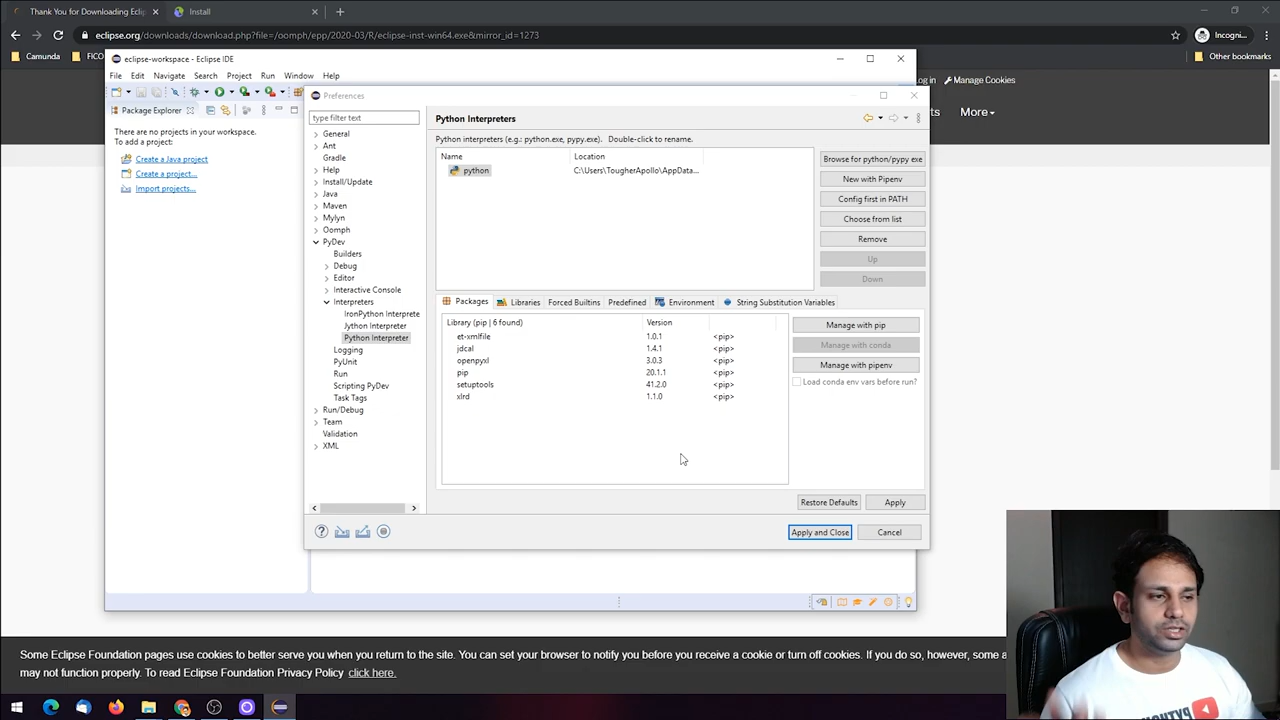 Thank You for Downloading Eclip
Install
eclipse.org/downloads/download.php?file=/oomph/epp/2020-03/R/eclipse-inst-win64.exe&mirror_id=1273
Incogni...
Camunda
FICO
Other bookmarks
Manage Cookies
More
eclipse-workspace - Eclipse IDE
File Edit Navigate Search Project Run Window Help
Package Explorer
There are no projects in your workspace.
To add a project:
Create a Java project
Create a project...
Import projects...
Preferences
type filter text
General
Ant
Gradle
Help
Install/Update
Java
Maven
Mylyn
Oomph
PyDev
Builders
Debug
Editor
Interactive Console
Interpreters
IronPython Interprete
Jython Interpreter
Python Interpreter
Logging
PyUnit
Run
Scripting PyDev
Task Tags
Run/Debug
Team
Validation
XML
Python Interpreters
Python interpreters (e.g.: python.exe, pypy.exe). Double-click to rename.
Name Location
python C:\Users\TougherApollo\AppData...
Browse for python/pypy exe
New with Pipenv
Config first in PATH
Choose from list
Remove
Up
Down
Packages Libraries Forced Builtins Predefined Environment String Substitution Variables
Library (pip | 6 found) Version
et-xmlfile 1.0.1 <pip>
jdcal 1.4.1 <pip>
openpyxl 3.0.3 <pip>
pip 20.1.1 <pip>
setuptools 41.2.0 <pip>
xlrd 1.1.0 <pip>
Manage with pip
Manage with conda
Manage with pipenv
Load conda env vars before run?
Restore Defaults Apply
Apply and Close Cancel
Some Eclipse Foundation pages use cookies to better serve you when you return to the site. You can set your browser to notify you before you receive a cookie or turn off cookies. If you do so, however, some a
may not function properly. To read Eclipse Foundation Privacy Policy click here.